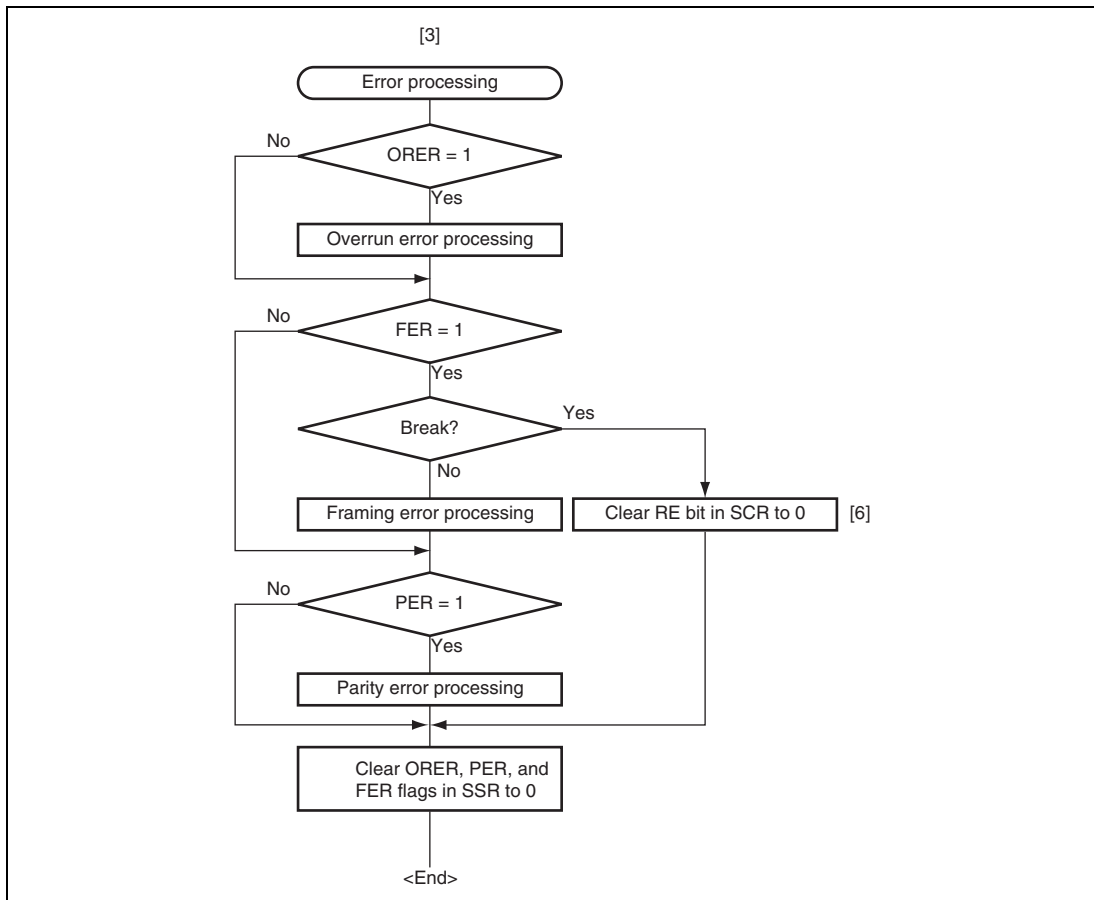 [3]
Error processing
No
ORER = 1
Yes
Overrun error processing
No
FER = 1
Yes
Break?
Yes
No
Framing error processing
Clear RE bit in SCR to 0
[6]
No
PER = 1
Yes
Parity error processing
Clear ORER, PER, and
FER flags in SSR to 0
<End>